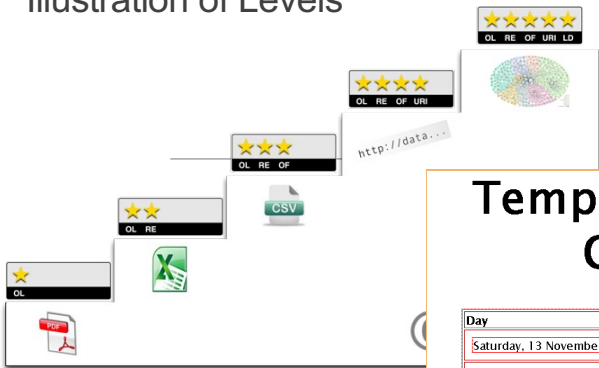 Illustration of Levels
OL RE OF URI LD
OL RE OF URI
http://data...
OL RE OF
CSV
OL RE
X
OL
PDF
Temp
Day
Saturday, 13 Novembe